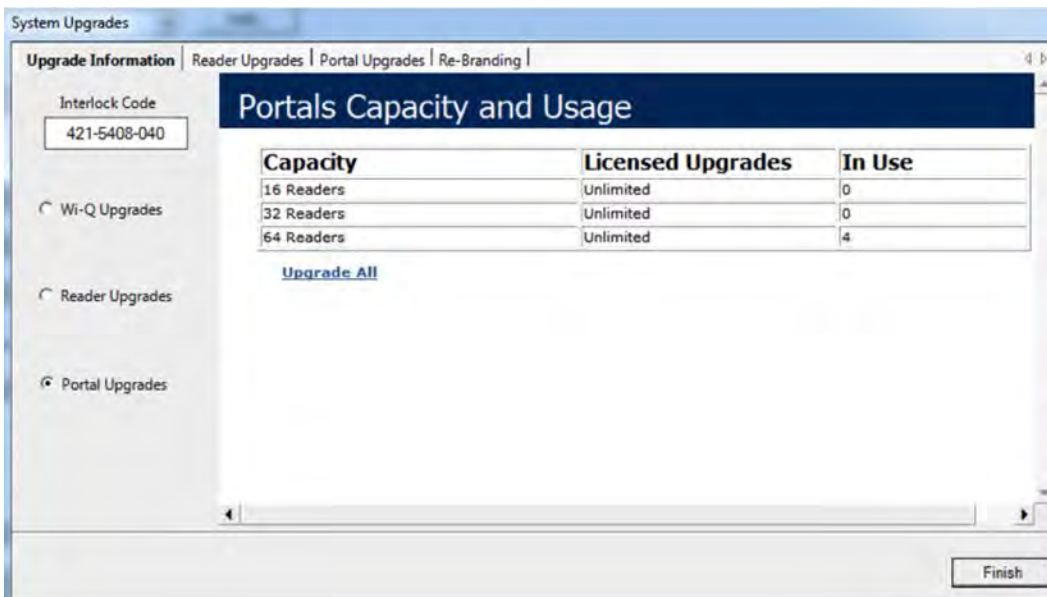 System Upgrades
Upgrade Information Reader Upgrades Portal Upgrades Re-Branding
Interlock Code
421-5408-040
Wi-Q Upgrades
Reader Upgrades
Portal Upgrades
Portals Capacity and Usage
Capacity Licensed Upgrades In Use
16 Readers Unlimited 0
32 Readers Unlimited 0
64 Readers Unlimited 4
Upgrade All
Finish